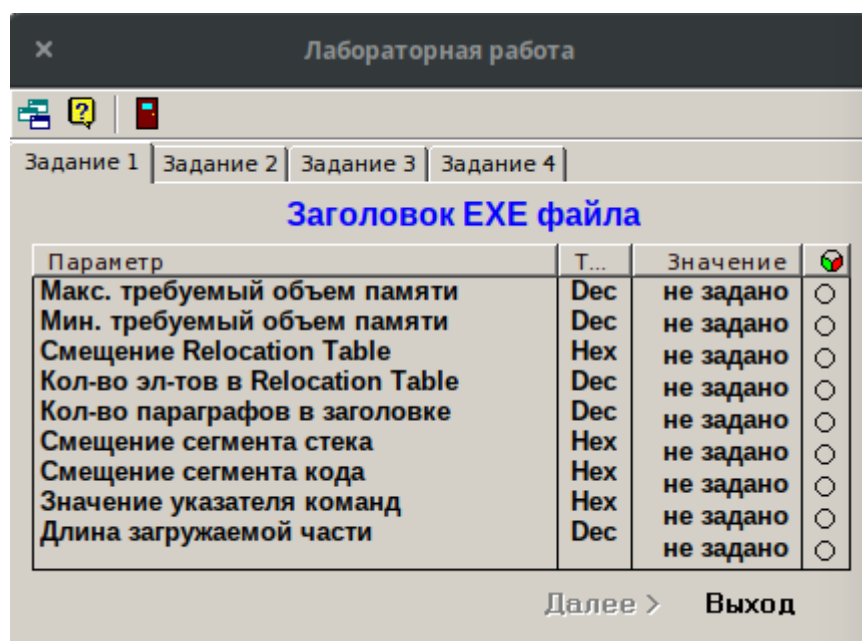 Лабораторная работа
Задание 1 Задание 2 Задание 3 Задание 4
Заголовок EXE файла
Параметр Т... Значение
Макс. требуемый объем памяти Dec не задано
Мин. требуемый объем памяти Dec не задано
Смещение Relocation Table Hex не задано
Кол-во эл-тов в Relocation Table Dec не задано
Кол-во параграфов в заголовке Dec не задано
Смещение сегмента стека Hex не задано
Смещение сегмента кода Hex не задано
Значение указателя команд Hex не задано
Длина загружаемой части Dec не задано
Далее > Выход